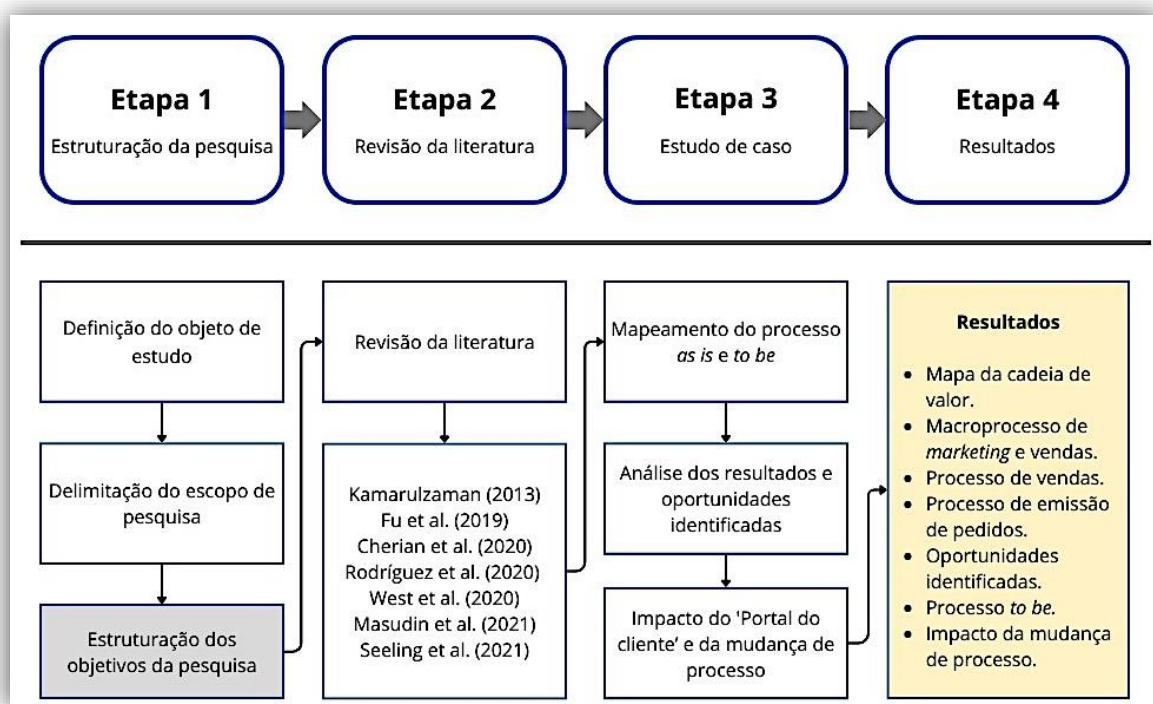 Etapa 1
Estruturação da pesquisa
Etapa 2
Revisão da literatura
Etapa 3
Estudo de caso
Etapa 4
Resultados
Definição do objeto de
estudo
Delimitação do escopo de
pesquisa
Estruturação dos
objetivos da pesquisa
Revisão da literatura
Kamarulzaman (2013)
Fu et al. (2019)
Cherian et al. (2020)
Rodríguez et al. (2020)
West et al. (2020)
Masudin et al. (2021)
Seeling et al. (2021)
Mapeamento do processo
as is e to be
Análise dos resultados e
oportunidades
identificadas
Impacto do 'Portal do
cliente’ e da mudança de
processo
Resultados
• Mapa da cadeia de
valor.
• Macroprocesso de
marketing e vendas.
• Processo de vendas.
• Processo de emissão
de pedidos.
• Oportunidades
identificadas.
• Processo to be.
• Impacto da mudança
de processo.